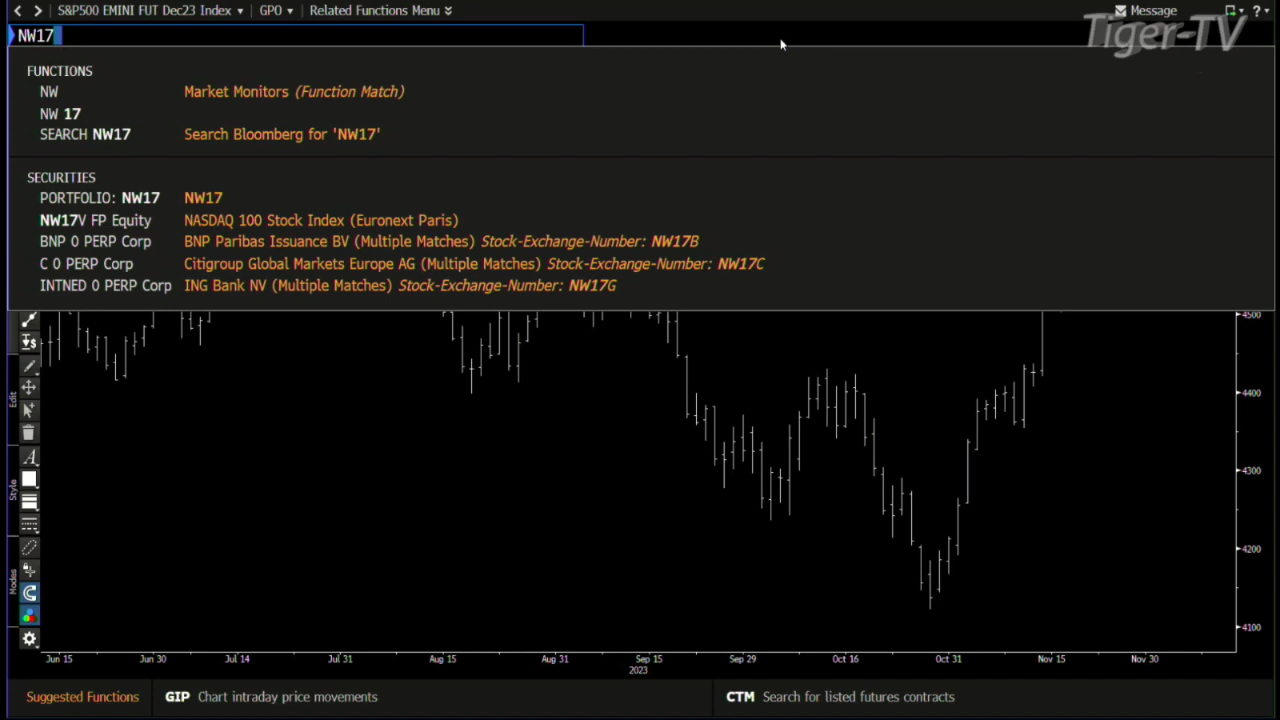 S&P500 EMINI FUT Dec23 Index GPO Related Functions Menu Message ?
Tiger-TV
NW17
FUNCTIONS
NW Market Monitors (Function Match)
NW 17
SEARCH NW17 Search Bloomberg for 'NW17'
SECURITIES
PORTFOLIO: NW17 NW17
NW17V FP Equity NASDAQ 100 Stock Index (Euronext Paris)
BNP 0 PERP Corp BNP Paribas Issuance BV (Multiple Matches) Stock-Exchange-Number: NW17B
C 0 PERP Corp Citigroup Global Markets Europe AG (Multiple Matches) Stock-Exchange-Number: NW17C
INTNED 0 PERP Corp ING Bank NV (Multiple Matches) Stock-Exchange-Number: NW17G
4500
4400
4300
4200
4100
Edit
Style
Modes
A
Jun 15 Jun 30 Jul 14 Jul 31 Aug 15 Aug 31 Sep 15 Sep 29 Oct 16 Oct 31 Nov 15 Nov 30
2023
Suggested Functions GIP Chart intraday price movements CTM Search for listed futures contracts